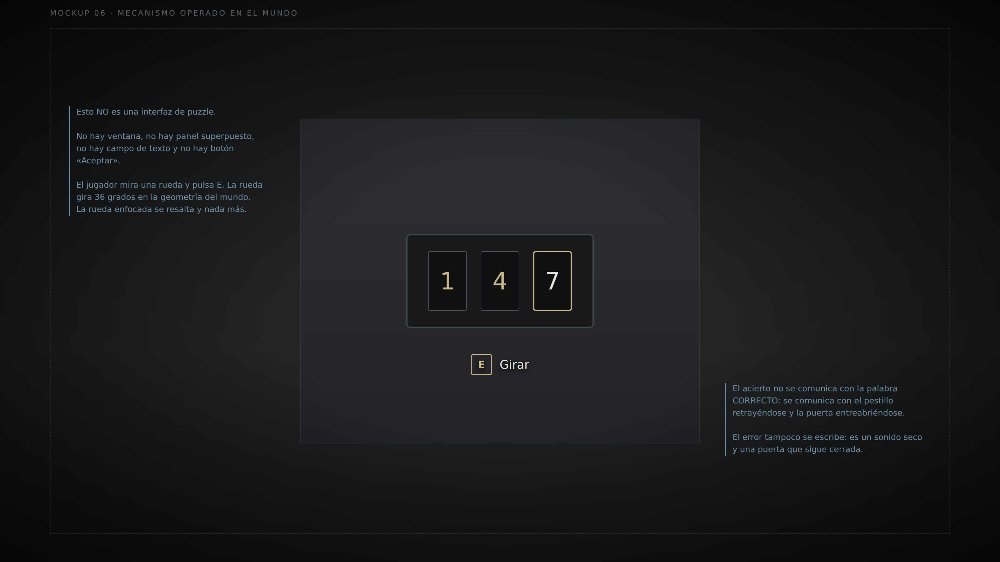 MOCKUP 06 · MECANISMO OPERADO EN EL MUNDO
Esto NO es una interfaz de puzzle.
No hay ventana, no hay panel superpuesto,
no hay campo de texto y no hay botón
«Aceptar».
El jugador mira una rueda y pulsa E. La rueda
gira 36 grados en la geometría del mundo.
La rueda enfocada se resalta y nada más.
1 4 7
E Girar
El acierto no se comunica con la palabra
CORRECTO: se comunica con el pestillo
retrayéndose y la puerta entreabriéndose.
El error tampoco se escribe: es un sonido seco
y una puerta que sigue cerrada.